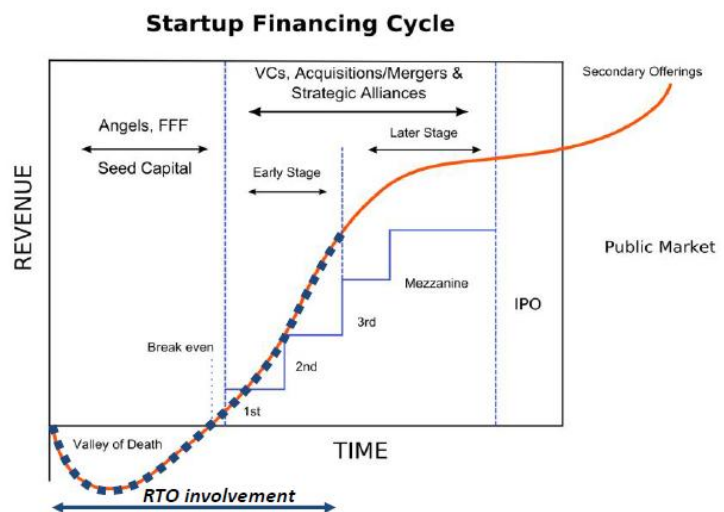 Startup Financing Cycle
VCs, Acquisitions/Mergers &
Strategic Alliances
Secondary Offerings
Angels, FFF
Seed Capital
Later Stage
Early Stage
REVENUE
Public Market
Mezzanine
IPO
3rd
Break even
2nd
1st
Valley of Death
TIME
RTO involvement